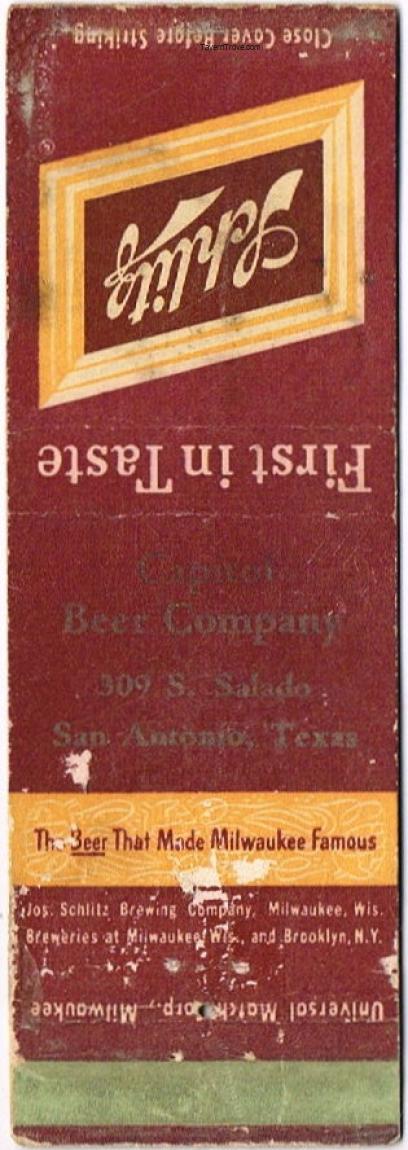 Close Cover Before Striking
TavernTrove.com
Schlitz
First in Taste
Capitol
Beer Company
309 S. Salado
San Antonio, Texas
The Beer That Made Milwaukee Famous
Jos. Schlitz Brewing Company, Milwaukee, Wis.
Breweries at Milwaukee, Wis., and Brooklyn, N.Y.
Universal Match Corp., Milwaukee